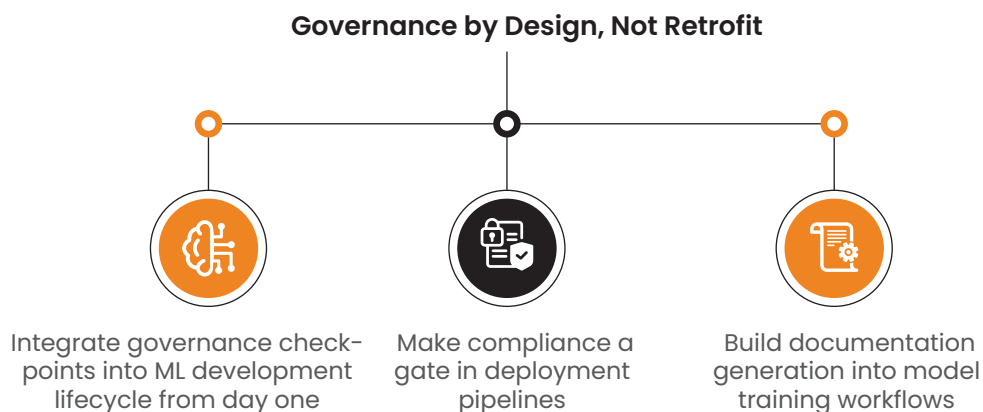 Governance by Design, Not Retrofit
Integrate governance check-
points into ML development
lifecycle from day one
Make compliance a
gate in deployment
pipelines
Build documentation
generation into model
training workflows